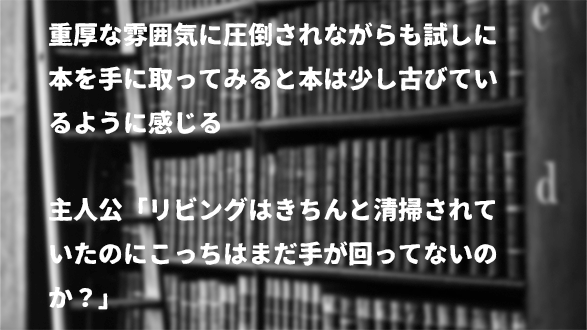 重厚な雰囲気に圧倒されながらも試しに
本を手に取ってみると本は少し古びてい
るように感じる
主人公「リビングはきちんと清掃されて
いたのにこっちはまだ手が回ってないの
か？」
e
d